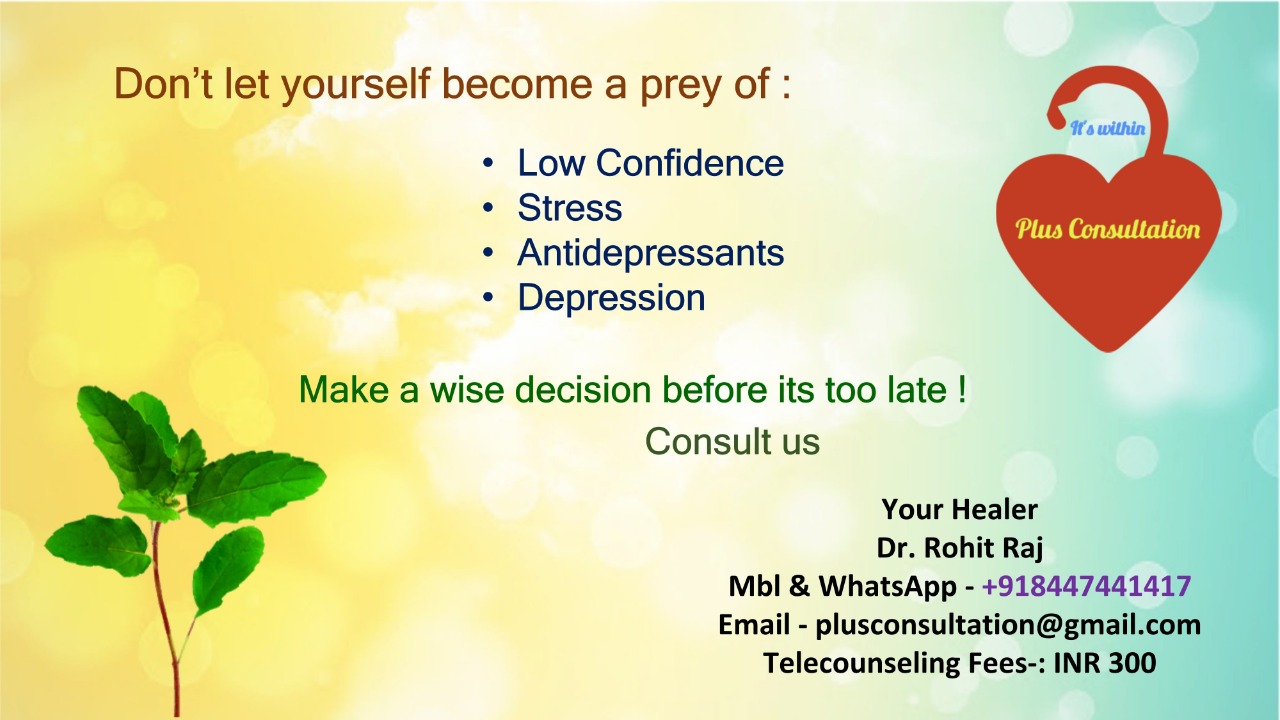 Don’t let yourself become a prey of :
It's within
• Low Confidence
• Stress
Plus Consultation
• Antidepressants
• Depression
Make a wise decision before its too late !
Consult us
Your Healer
Dr. Rohit Raj
Mbl & WhatsApp - +918447441417
Email - plusconsultation@gmail.com
Telecounseling Fees-: INR 300